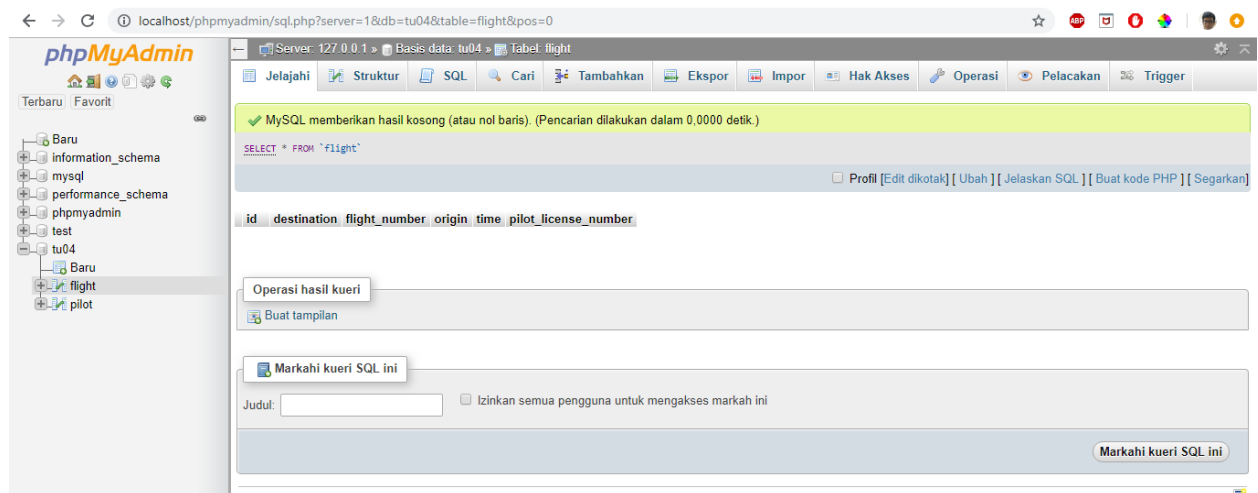 localhost/phpmyadmin/sql.php?server=1&db=tu04&table=flight&pos=0
ABP
phpMyAdmin
Terbaru Favorit
Baru
information_schema
mysql
performance_schema
phpmyadmin
test
tu04
Baru
flight
pilot
Server: 127.0.0.1 » Basis data: tu04 » Tabel: flight
Jelajahi Struktur SQL Cari Tambahkan Ekspor Impor Hak Akses Operasi Pelacakan Trigger
MySQL memberikan hasil kosong (atau nol baris). (Pencarian dilakukan dalam 0,0000 detik.)
SELECT * FROM `flight`
Profil [Edit dikotak] [ Ubah ] [ Jelaskan SQL ] [ Buat kode PHP ] [ Segarkan]
id destination flight_number origin time pilot_license_number
Operasi hasil kueri
Buat tampilan
Markahi kueri SQL ini
Judul: Izinkan semua pengguna untuk mengakses markah ini
Markahi kueri SQL ini